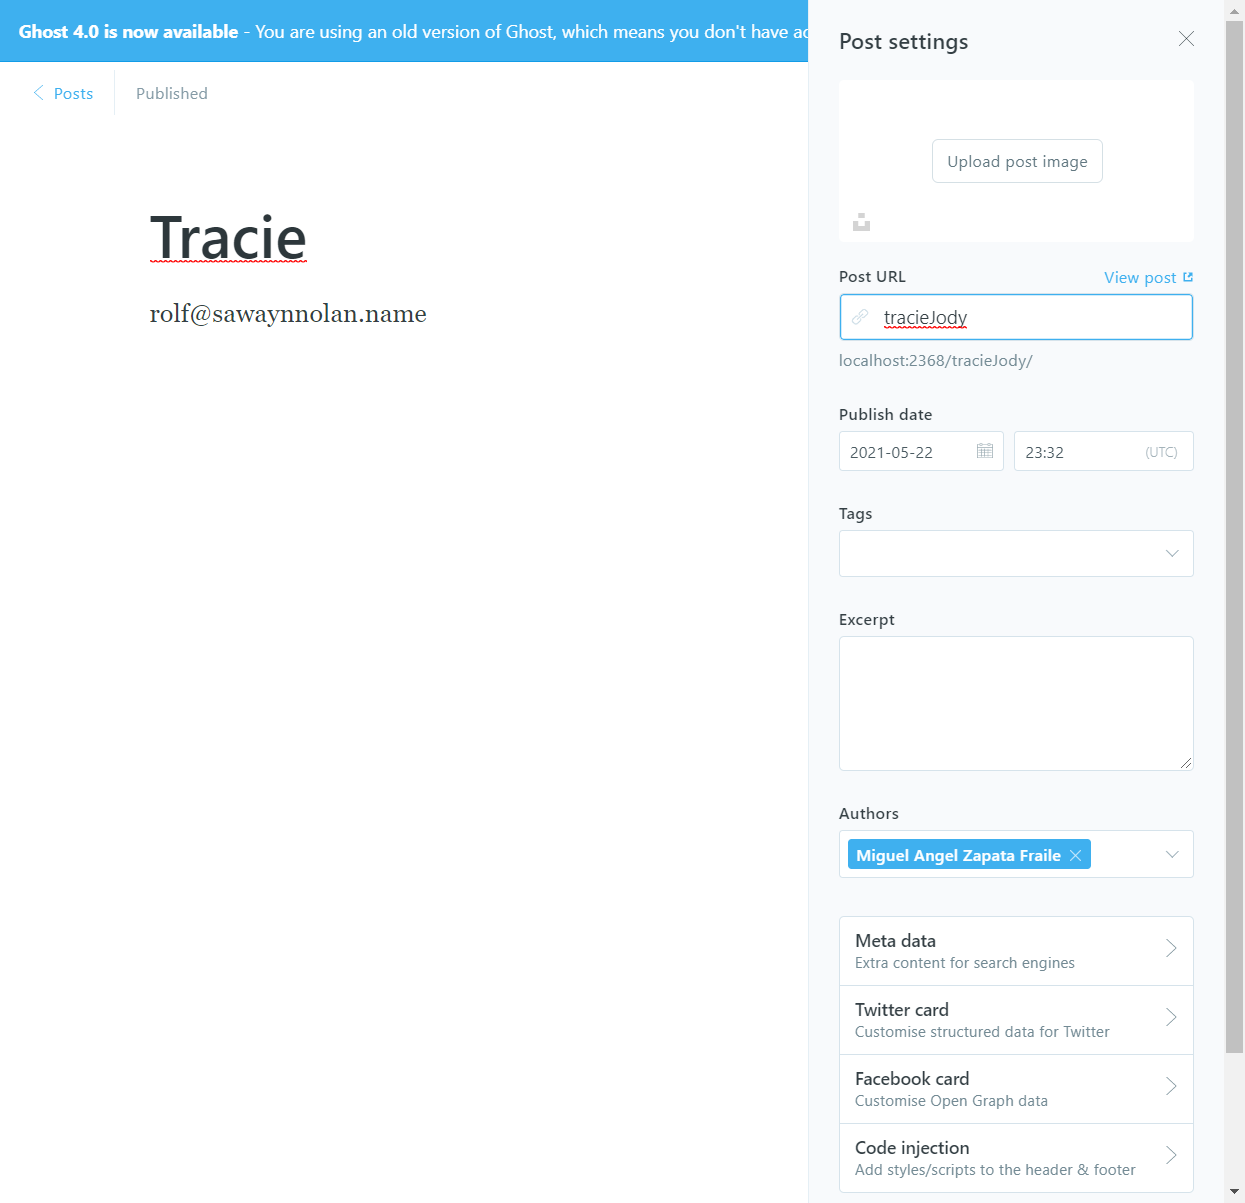 Ghost 4.0 is now available - You are using an old version of Ghost, which means you don't have
Post settings
Posts
Published
Upload post image
Tracie
rolf@sawaynnolan.name
Post URL
View post
tracieJody
localhost:2368/tracieJody/
Publish date
2021-05-22
23:32
(UTC)
Tags
Excerpt
Authors
Miguel Angel Zapata Fraile
Meta data
Extra content for search engines
Twitter card
Customise structured data for Twitter
Facebook card
Customise Open Graph data
Code injection
Add styles/scripts to the header & footer